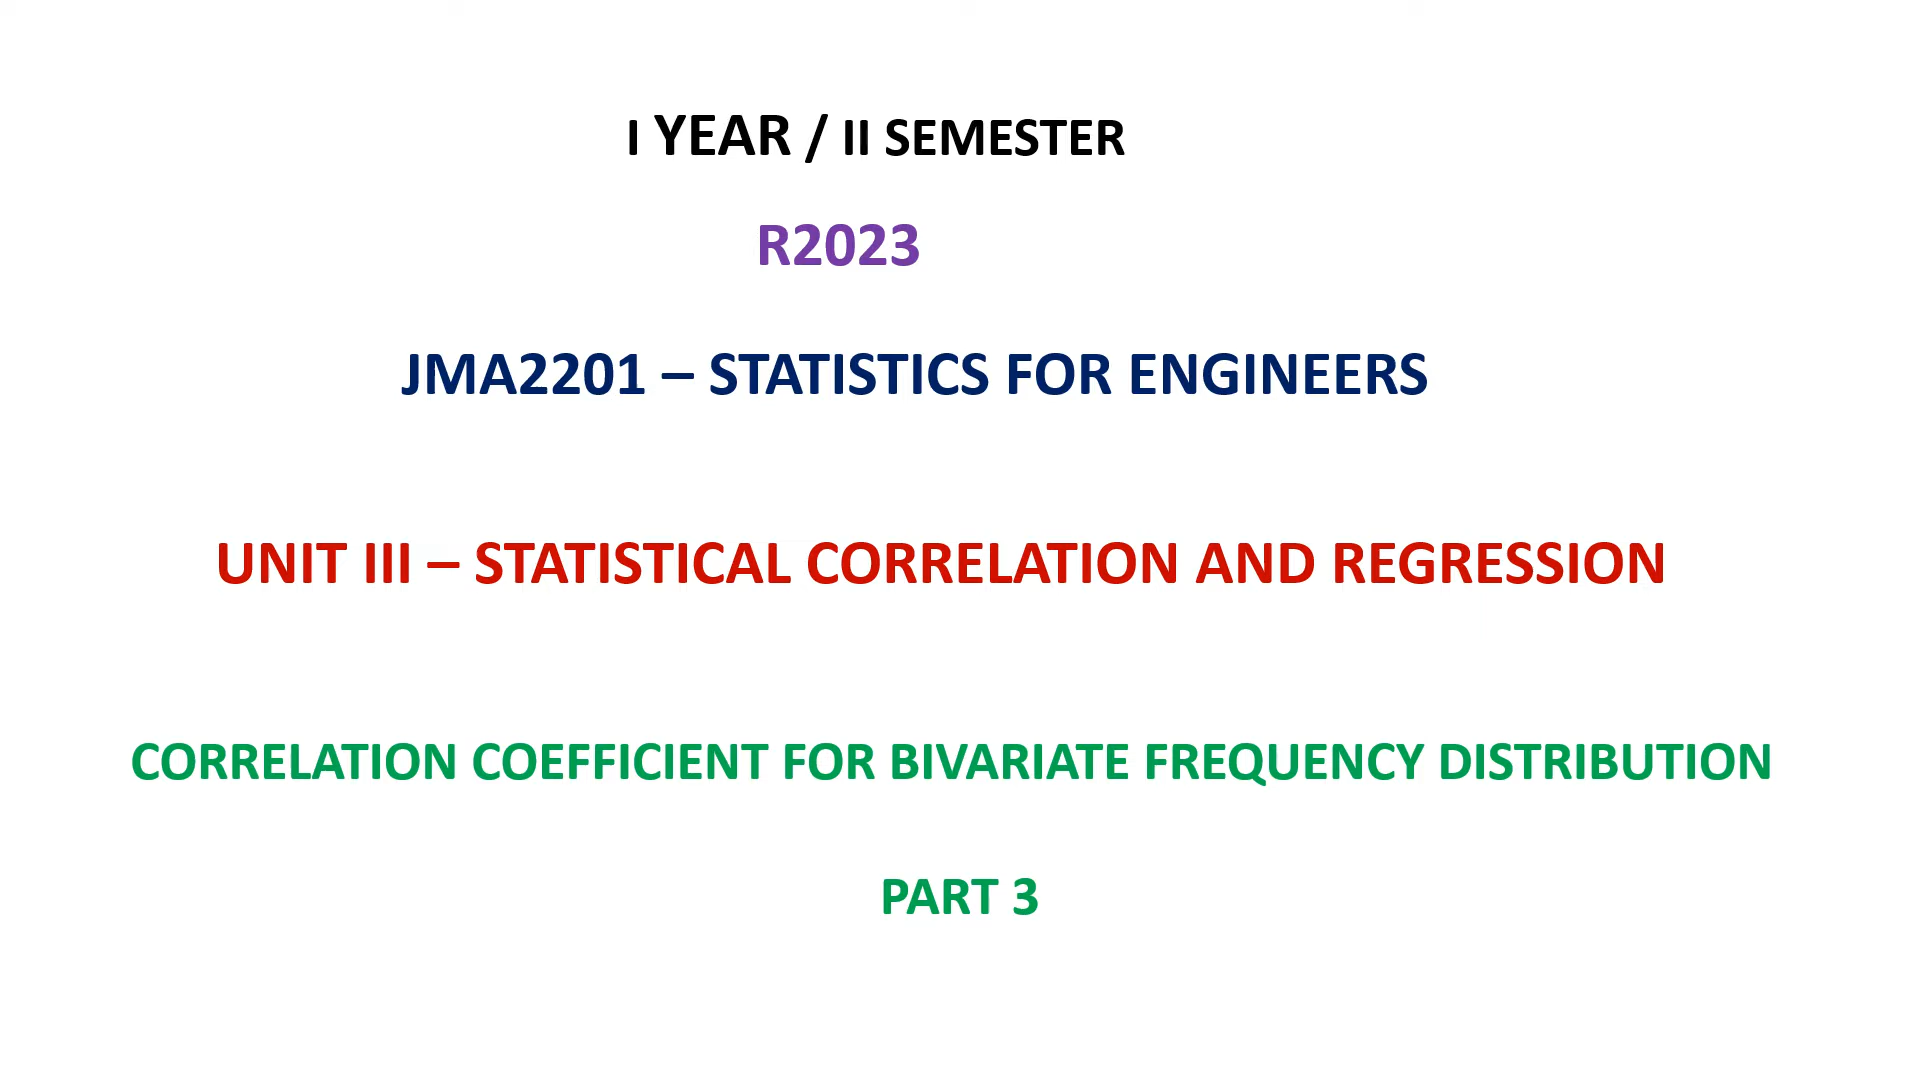 I YEAR / II SEMESTER
R2023
JMA2201 – STATISTICS FOR ENGINEERS
UNIT III – STATISTICAL CORRELATION AND REGRESSION
CORRELATION COEFFICIENT FOR BIVARIATE FREQUENCY DISTRIBUTION
PART 3